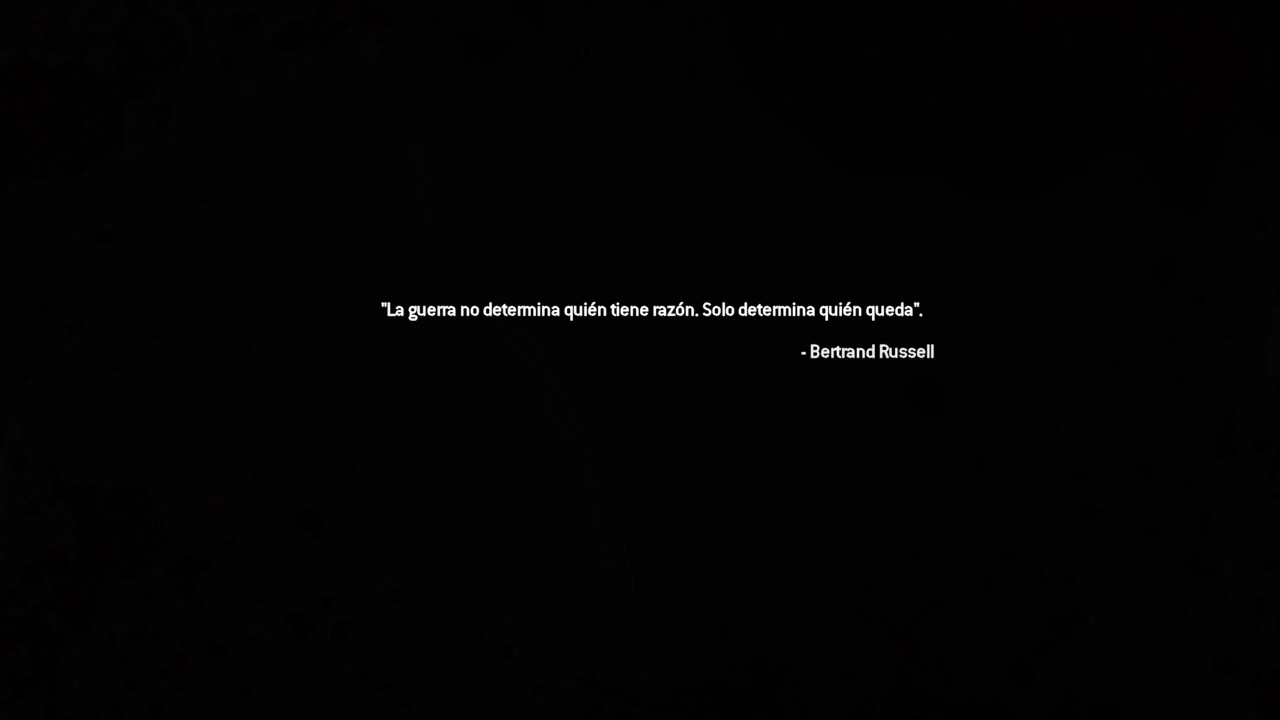 "La guerra no determina quién tiene razón. Solo determina quién queda".
- Bertrand Russell